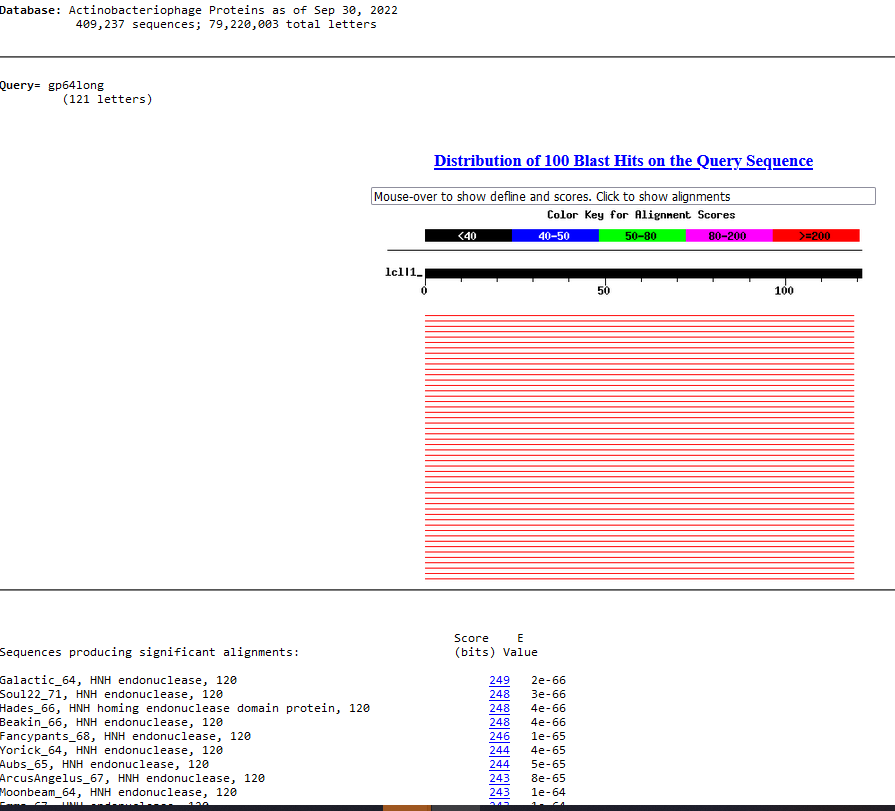 Database: Actinobacteriophage Proteins as of Sep 30, 2022
409,237 sequences; 79,220,003 total letters
Query= gp64long
(121 letters)
Distribution of 100 Blast Hits on the Query Sequence
Mouse-over to show defline and scores. Click to show alignments
Color Key for Alignment Scores
<40 40-50 50-80 80-200 >=200
lcl|1_
0 50 100
Score E
Sequences producing significant alignments: (bits) Value
Galactic_64, HNH endonuclease, 120 249 2e-66
Soul22_71, HNH endonuclease, 120 248 3e-66
Hades_66, HNH homing endonuclease domain protein, 120 248 4e-66
Beakin_66, HNH endonuclease, 120 248 4e-66
Fancypants_68, HNH endonuclease, 120 246 1e-65
Yorick_64, HNH endonuclease, 120 244 4e-65
Aubs_65, HNH endonuclease, 120 244 5e-65
ArcusAngelus_67, HNH endonuclease, 120 243 8e-65
Moonbeam_64, HNH endonuclease, 120 243 1e-64
HNH endonuclease, 120 243 1e-64